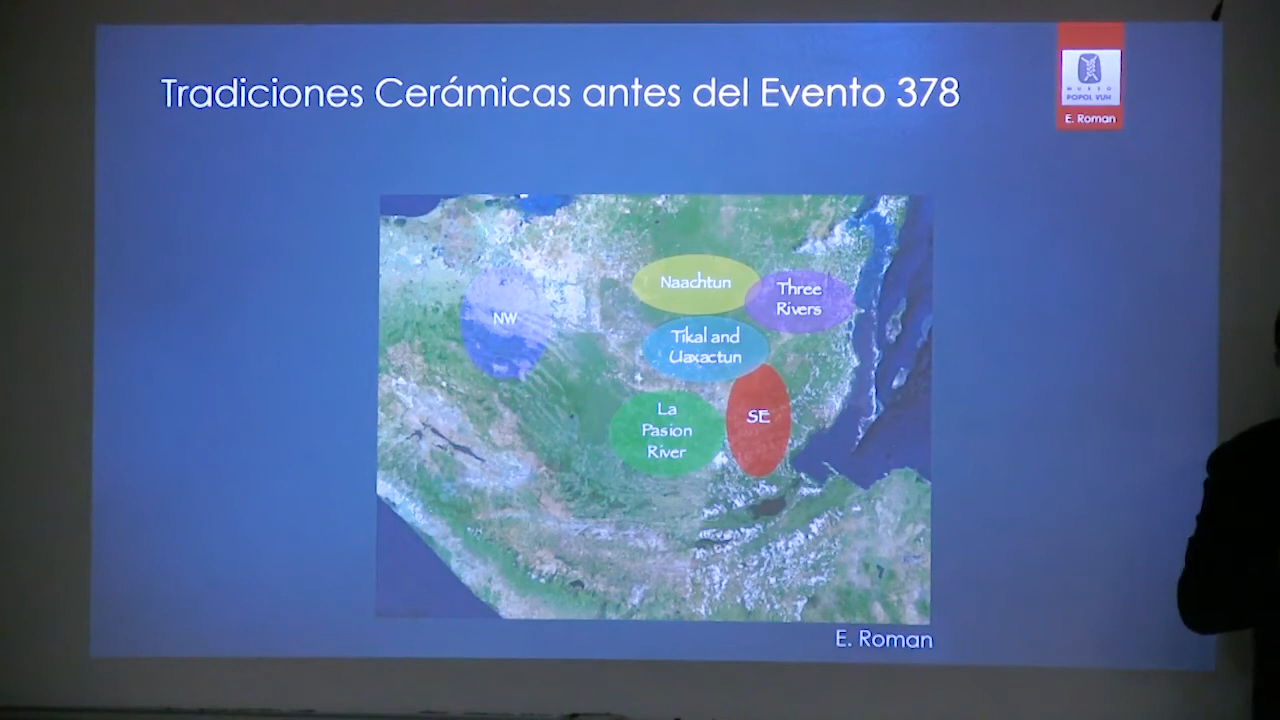 Tradiciones Cerámicas antes del Evento 378
MUSEO
POPOL VUH
E. Roman
Naachtun
Three
Rivers
NW
Tikal and
Uaxactun
La
Pasion
River
SE
E. Roman